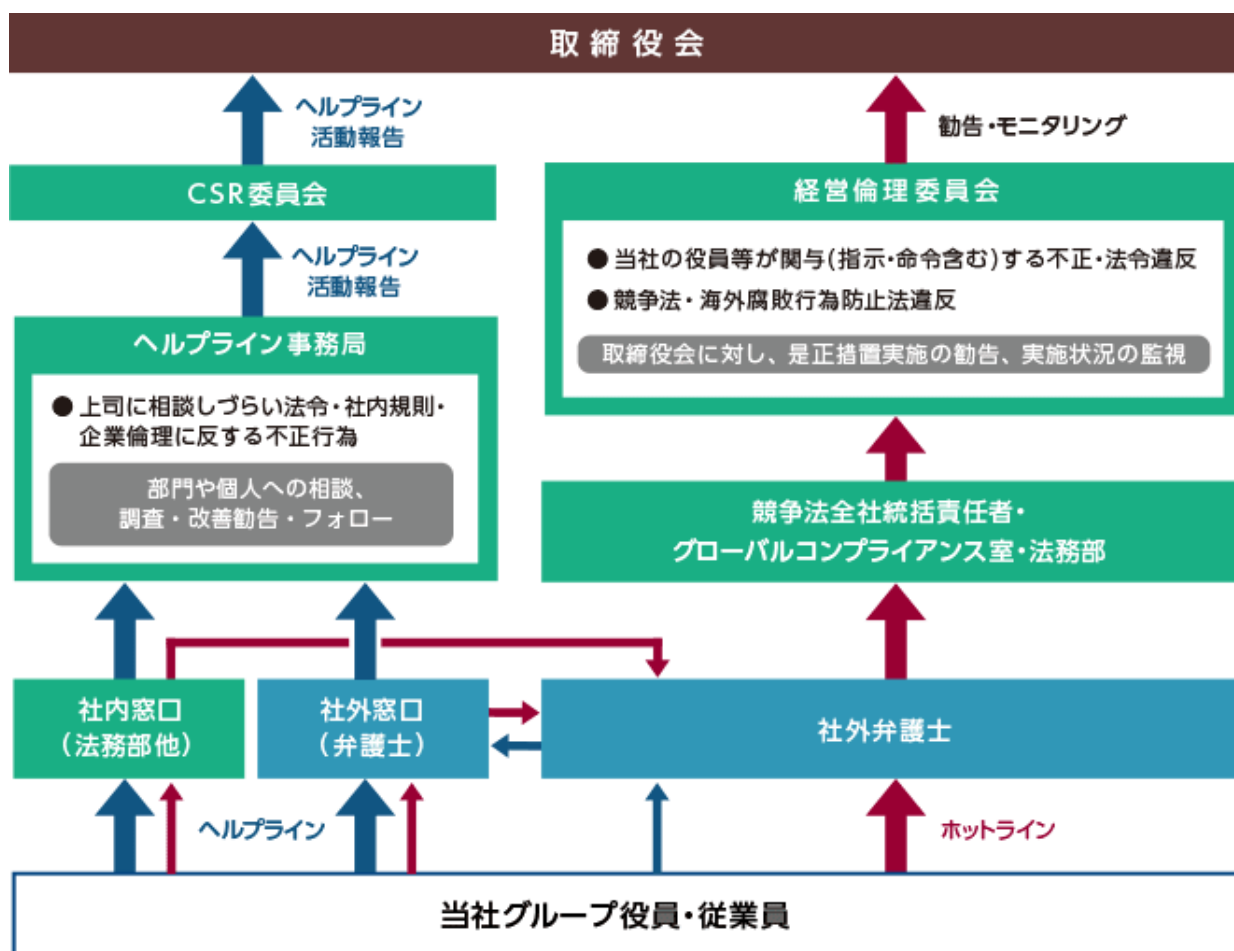 取締役会
ヘルプライン
活動報告
勧告・モニタリング
CSR委員会
ヘルプライン
活動報告
ヘルプライン事務局
● 上司に相談しづらい法令・社内規則・
企業倫理に反する不正行為
部門や個人への相談、
調査・改善勧告・フォロー
経営倫理委員会
● 当社の役員等が関与(指示・命令含む)する不正・法令違反
● 競争法・海外腐敗行為防止法違反
取締役会に対し、是正措置実施の勧告、実施状況の監視
競争法全社統括責任者・
グローバルコンプライアンス室・法務部
社内窓口
（法務部他）
社外窓口
（弁護士）
社外弁護士
ヘルプライン
ホットライン
当社グループ役員・従業員